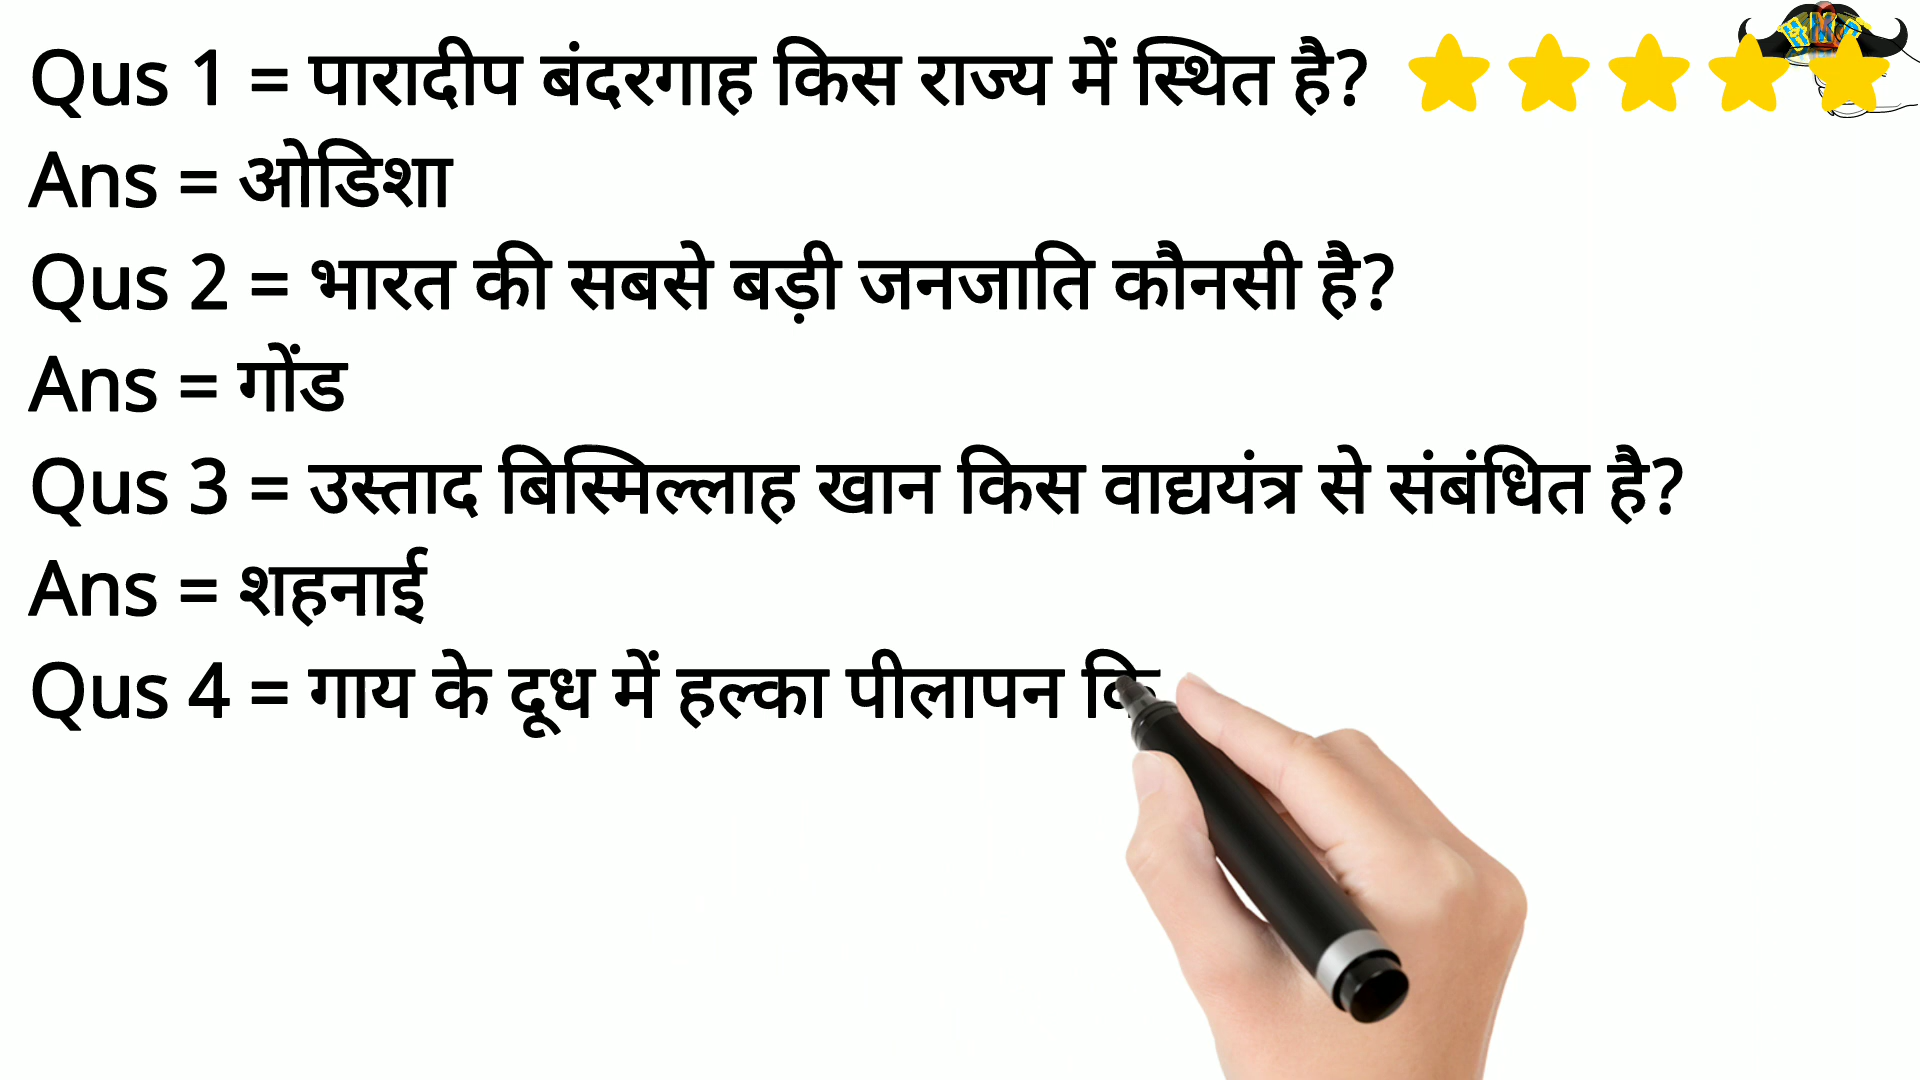 Qus 1 = पारादीप बंदरगाह किस राज्य में स्थित है?
Ans = ओडिशा
Qus 2 = भारत की सबसे बड़ी जनजाति कौनसी है?
Ans = गोंड
Qus 3 = उस्ताद बिस्मिल्लाह खान किस वाद्ययंत्र से संबंधित है?
Ans = शहनाई
Qus 4 = गाय के दूध में हल्का पीलापन